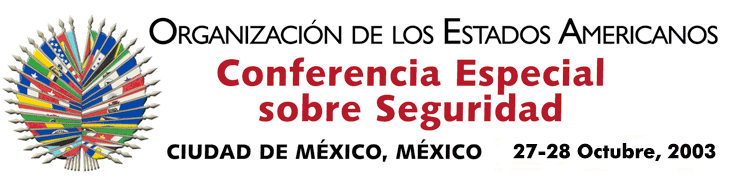 ORGANIZACIÓN DE LOS ESTADOS AMERICANOS
Conferencia Especial
sobre Seguridad
CIUDAD DE MÉXICO, MÉXICO 27-28 Octubre, 2003